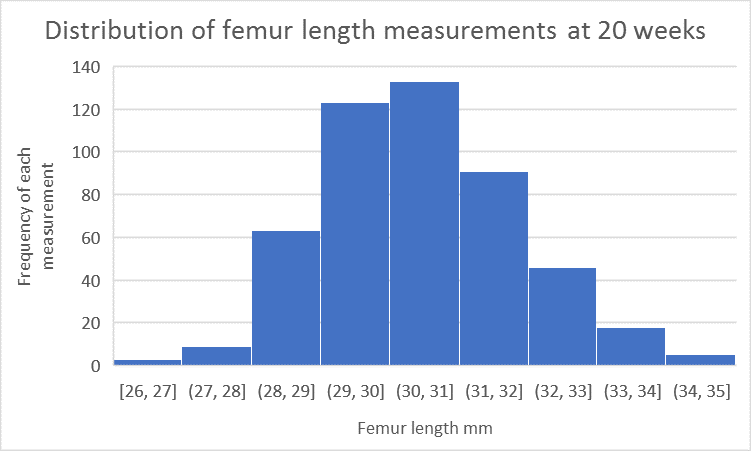 Distribution of femur length measurements at 20 weeks
Frequency of each
measurement
140
120
100
80
60
40
20
0
[26, 27] (27, 28] (28, 29] (29, 30] (30, 31] (31, 32] (32, 33] (33, 34] (34, 35]
Femur length mm